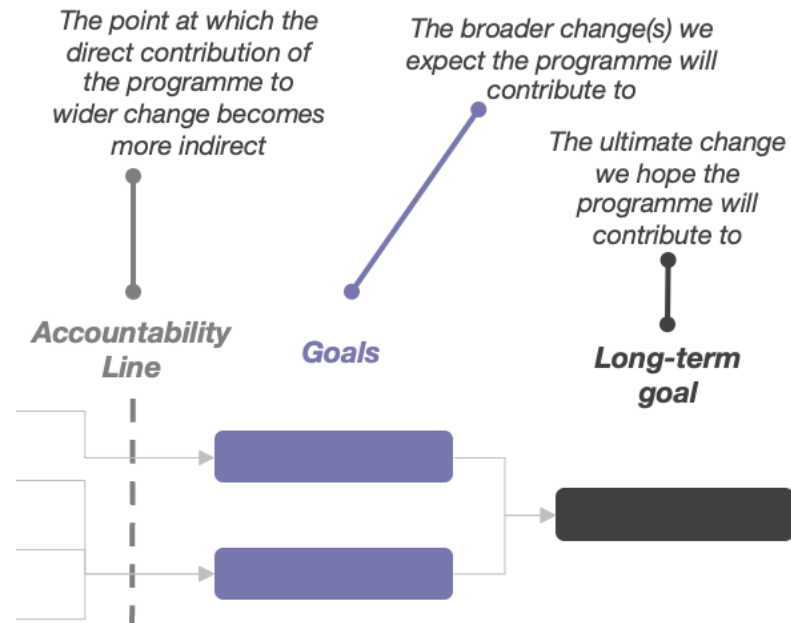 The point at which the
direct contribution of
the programme to
wider change becomes
more indirect
The broader change(s) we
expect the programme will
contribute to
The ultimate change
we hope the
programme will
contribute to
Accountability
Line
Goals
Long-term
goal